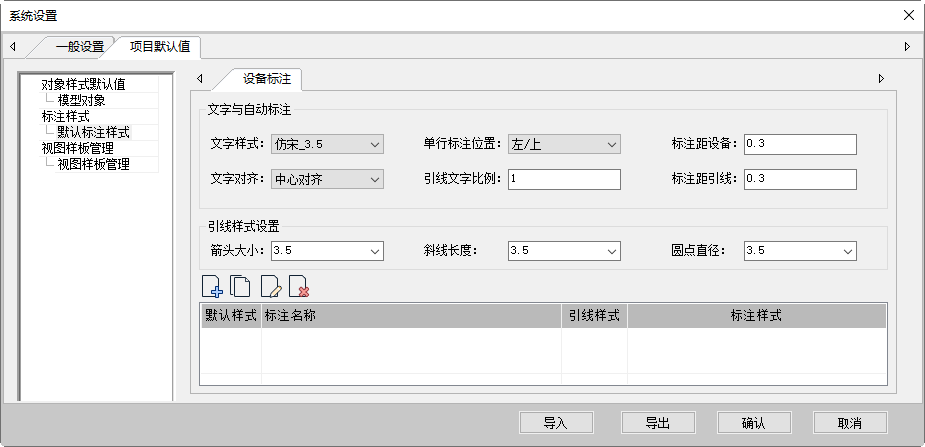 系统设置
一般设置 项目默认值
对象样式默认值
模型对象
标注样式
默认标注样式
视图样板管理
视图样板管理
设备标注
文字与自动标注
文字样式: 仿宋_3.5 单行标注位置: 左/上 标注距设备: 0.3
文字对齐: 中心对齐 引线文字比例: 1 标注距引线: 0.3
引线样式设置
箭头大小: 3.5 斜线长度: 3.5 圆点直径: 3.5
默认样式 标注名称 引线样式 标注样式
导入 导出 确认 取消